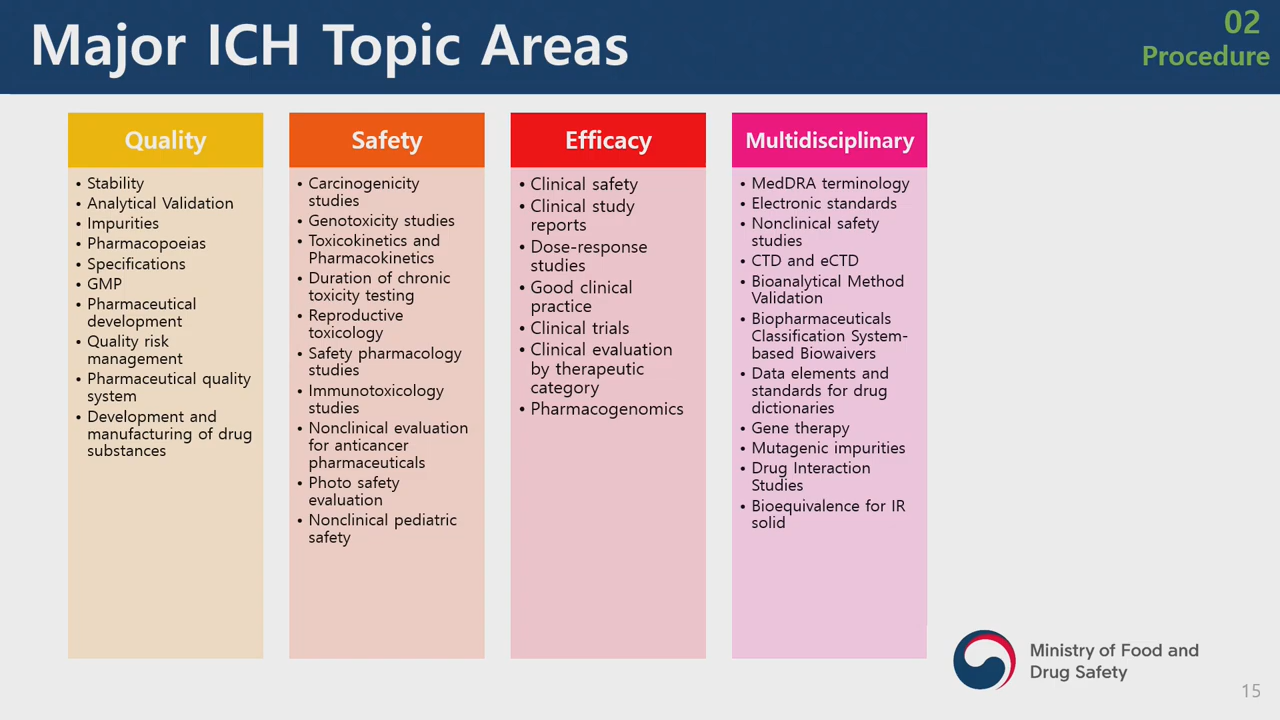 Major ICH Topic Areas
02
Procedure
Quality
• Stability
• Analytical Validation
• Impurities
• Pharmacopoeias
• Specifications
• GMP
• Pharmaceutical
development
• Quality risk
management
• Pharmaceutical quality
system
• Development and
manufacturing of drug
substances
Safety
• Carcinogenicity
studies
• Genotoxicity studies
• Toxicokinetics and
Pharmacokinetics
• Duration of chronic
toxicity testing
• Reproductive
toxicology
• Safety pharmacology
studies
• Immunotoxicology
studies
• Nonclinical evaluation
for anticancer
pharmaceuticals
• Photo safety
evaluation
• Nonclinical pediatric
safety
Efficacy
• Clinical safety
• Clinical study
reports
• Dose-response
studies
• Good clinical
practice
• Clinical trials
• Clinical evaluation
by therapeutic
category
• Pharmacogenomics
Multidisciplinary
• MedDRA terminology
• Electronic standards
• Nonclinical safety
studies
• CTD and eCTD
• Bioanalytical Method
Validation
• Biopharmaceuticals
Classification System-
based Biowaivers
• Data elements and
standards for drug
dictionaries
• Gene therapy
• Mutagenic impurities
• Drug Interaction
Studies
• Bioequivalence for IR
solid
Ministry of Food and
Drug Safety
15